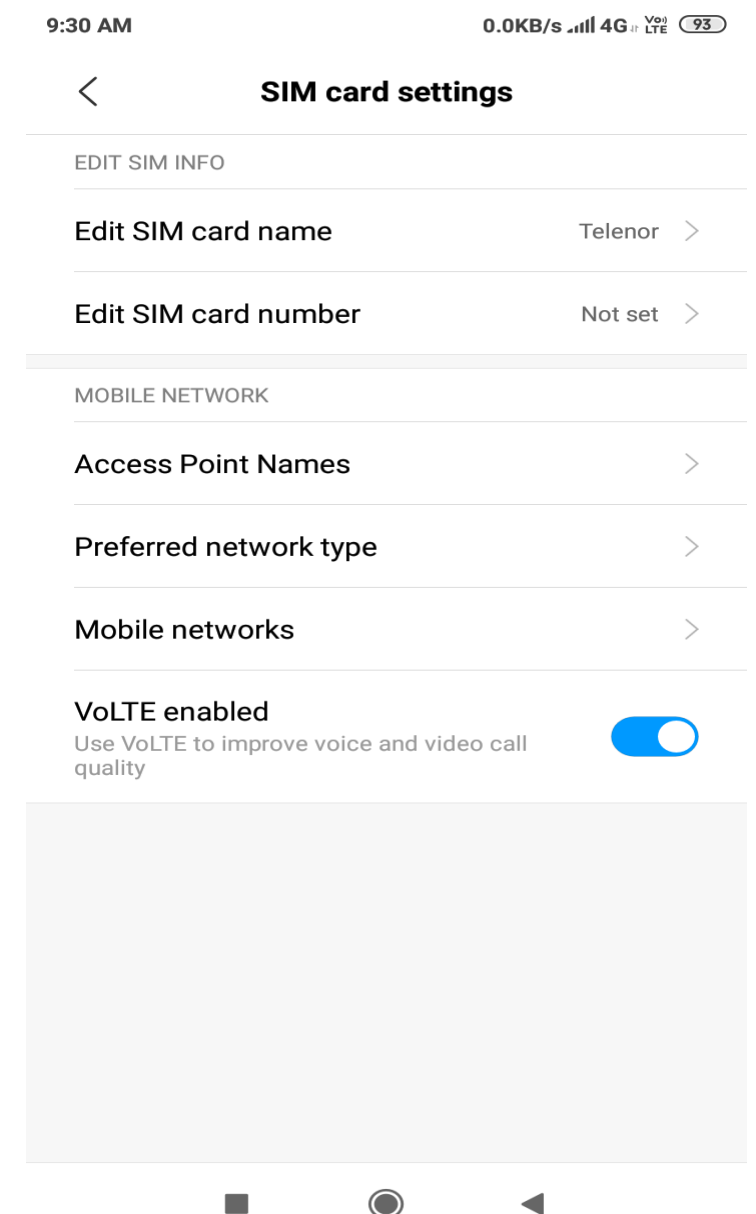 9:30 AM 0.0KB/s 4G Vo) LTE 93
SIM card settings
EDIT SIM INFO
Edit SIM card name Telenor
Edit SIM card number Not set
MOBILE NETWORK
Access Point Names
Preferred network type
Mobile networks
VoLTE enabled
Use VoLTE to improve voice and video call
quality